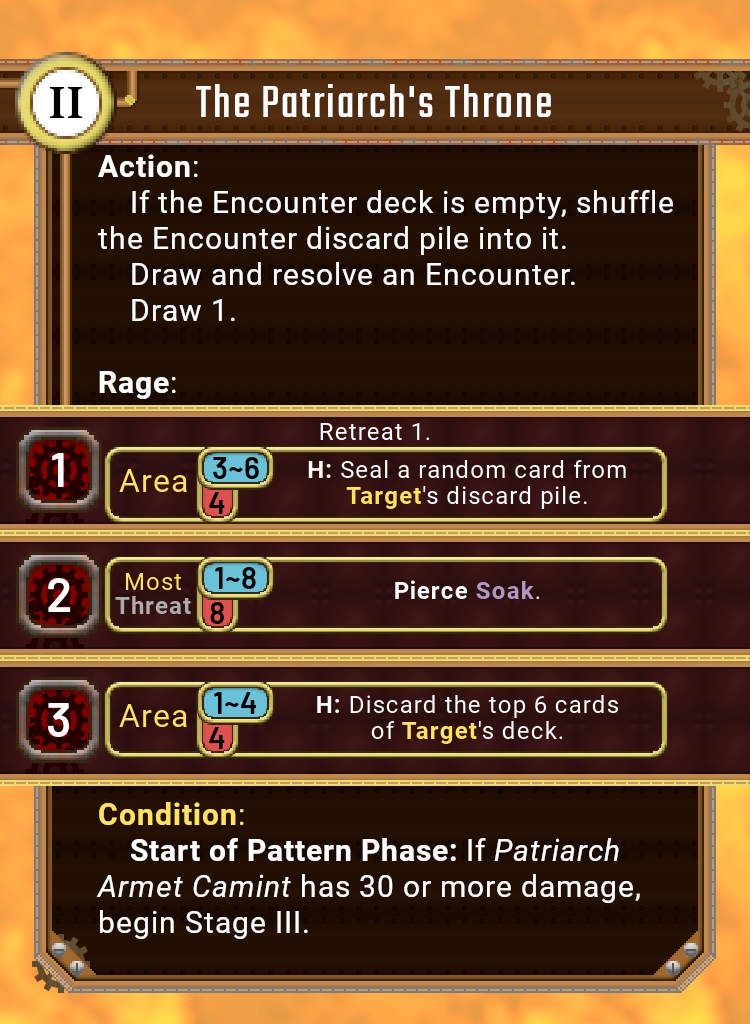 II
The Patriarch's Throne
Action:
If the Encounter deck is empty, shuffle
the Encounter discard pile into it.
Draw and resolve an Encounter.
Draw 1.
Rage:
1
Retreat 1.
Area
3~6
4
H: Seal a random card from
Target's discard pile.
2
Most
Threat
1~8
8
Pierce Soak.
3
Area
1~4
4
H: Discard the top 6 cards
of Target's deck.
Condition:
Start of Pattern Phase: If Patriarch
Armet Camint has 30 or more damage,
begin Stage III.